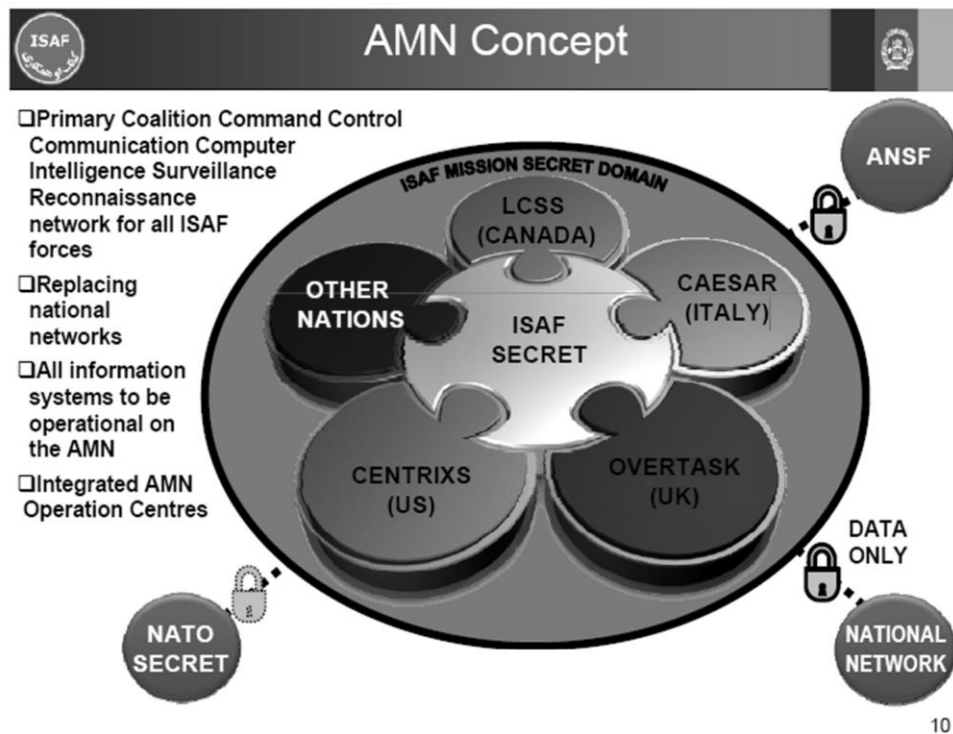 ISAF
AMN Concept
❑Primary Coalition Command Control
Communication Computer
Intelligence Surveillance
Reconnaissance
network for all ISAF
forces
❑Replacing
national
networks
❑All information
systems to be
operational on
the AMN
❑Integrated AMN
Operation Centres
ISAF MISSION SECRET DOMAIN
ANSF
LCSS
(CANADA)
OTHER
NATIONS
CAESAR
(ITALY)
ISAF
SECRET
CENTRIXS
(US)
OVERTASK
(UK)
DATA
ONLY
NATO
SECRET
NATIONAL
NETWORK
10